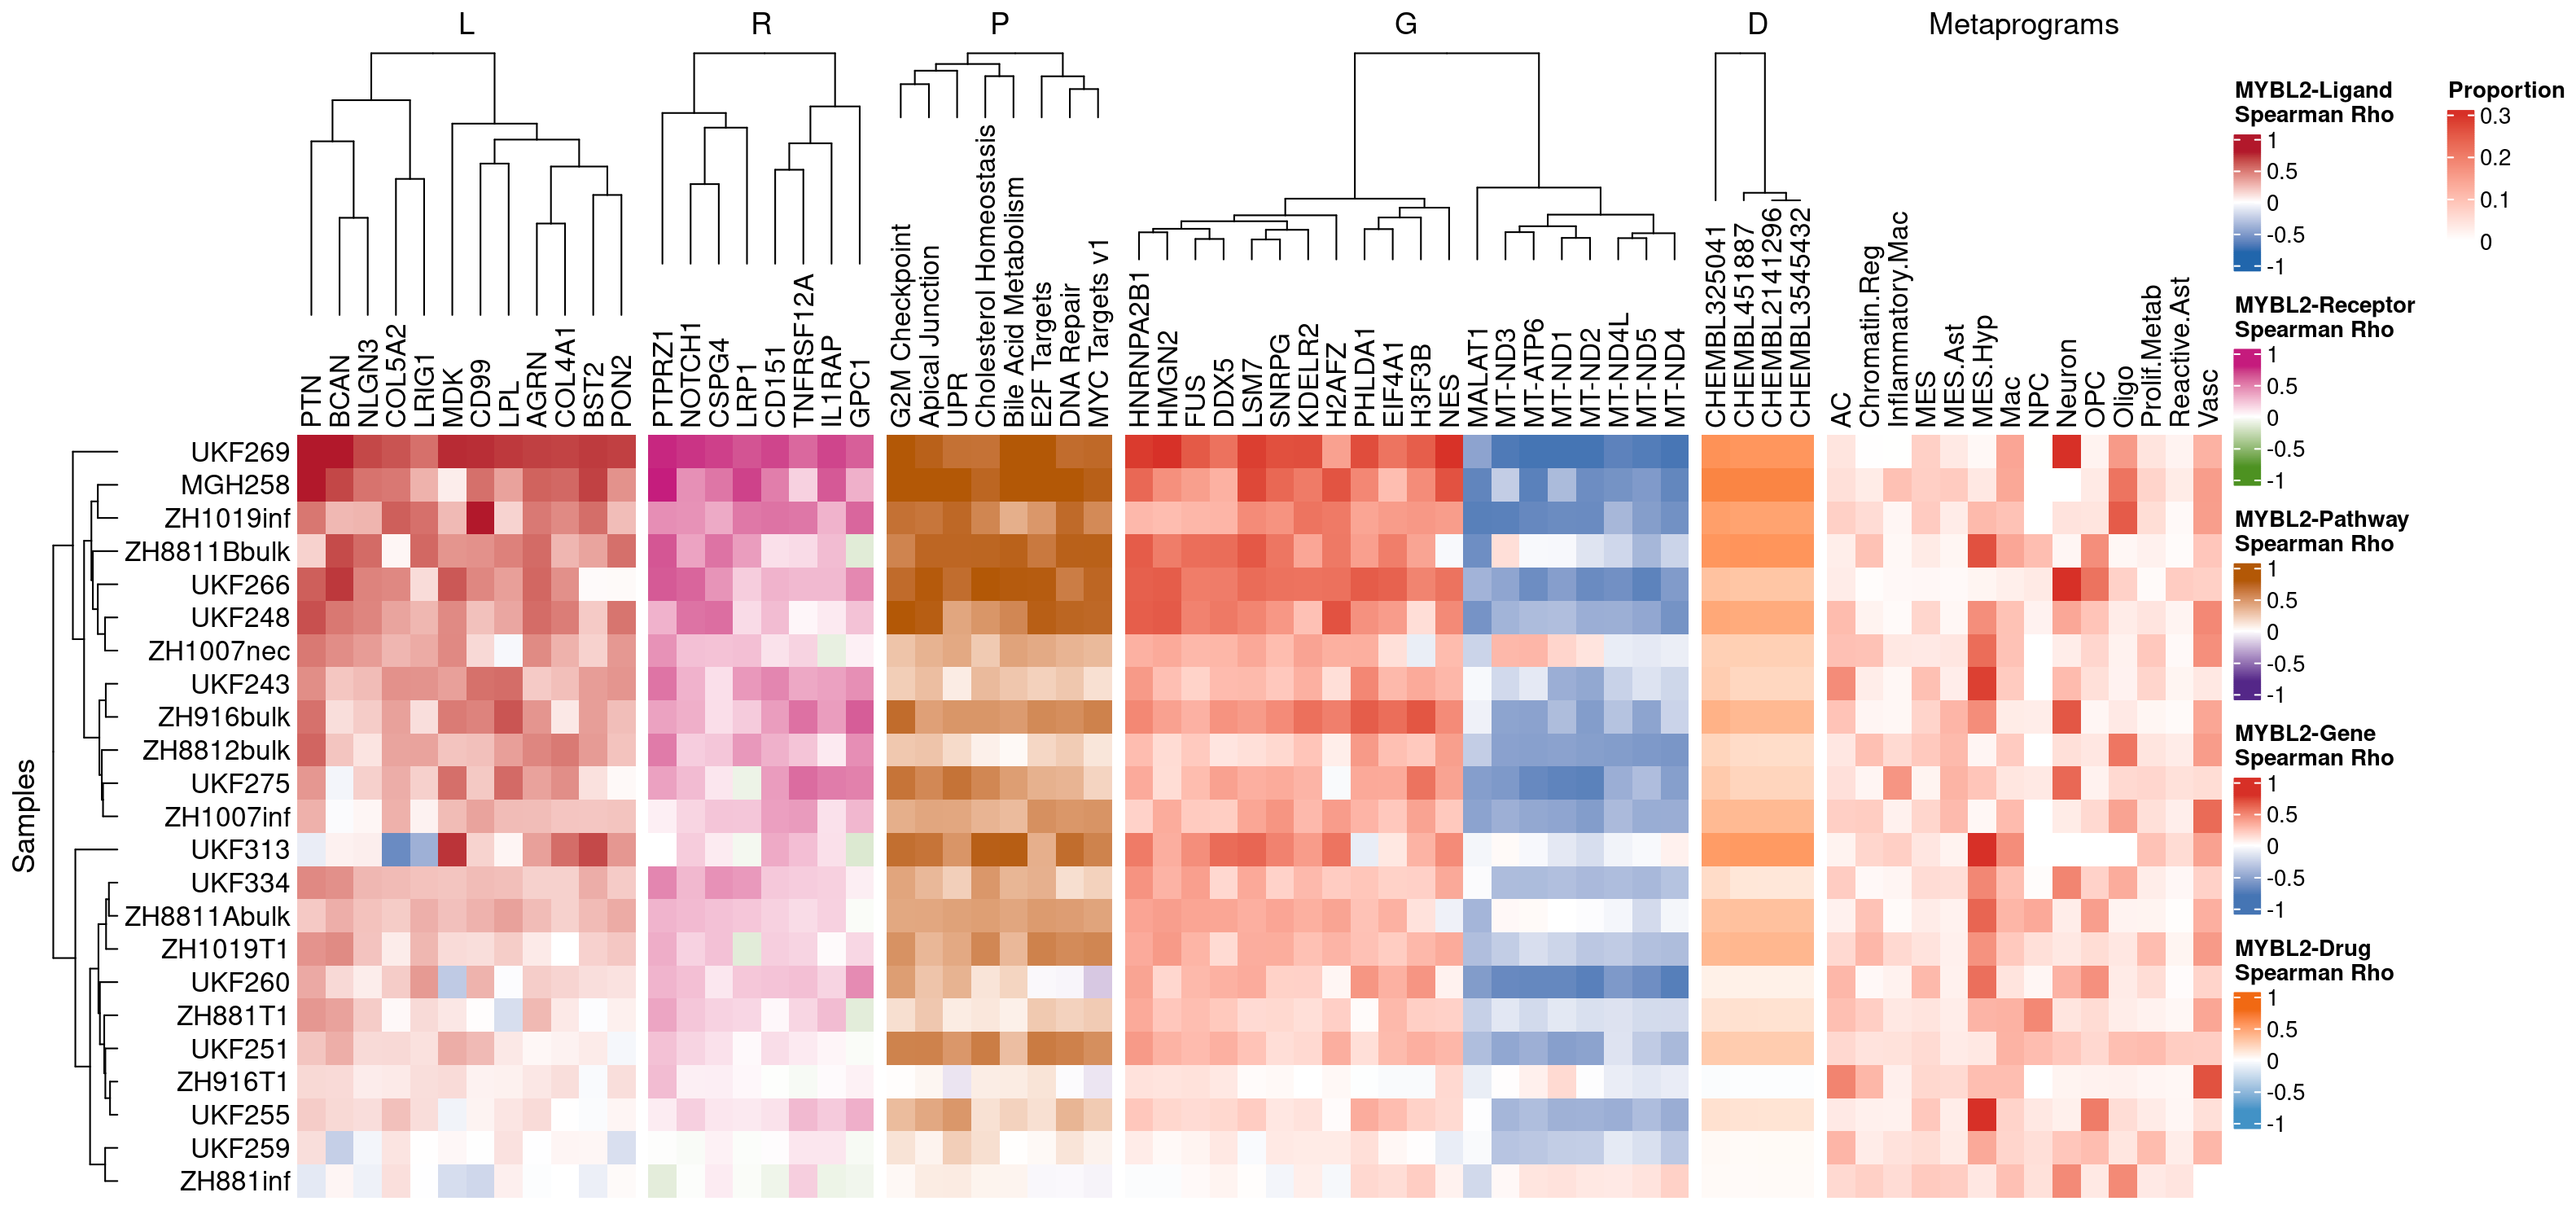 L R P G D Metaprograms
PTN
BCAN
NLGN3
COL5A2
LRIG1
MDK
CD99
LPL
AGRN
COL4A1
BST2
PON2
PTPRZ1
NOTCH1
CSPG4
LRP1
CD151
TNFRSF12A
IL1RAP
GPC1
G2M Checkpoint
Apical Junction
UPR
Cholesterol Homeostasis
Bile Acid Metabolism
E2F Targets
DNA Repair
MYC Targets v1
HNRNPA2B1
HMGN2
FUS
DDX5
LSM7
SNRPG
KDELR2
H2AFZ
PHLDA1
EIF4A1
H3F3B
NES
MALAT1
MT-ND3
MT-ATP6
MT-ND1
MT-ND2
MT-ND4L
MT-ND5
MT-ND4
CHEMBL325041
CHEMBL451887
CHEMBL2141296
CHEMBL3545432
AC
Chromatin.Reg
Inflammatory.Mac
MES
MES.Ast
MES.Hyp
Mac
NPC
Neuron
OPC
Oligo
Prolif.Metab
Reactive.Ast
Vasc
Samples
UKF269
MGH258
ZH1019inf
ZH8811Bbulk
UKF266
UKF248
ZH1007nec
UKF243
ZH916bulk
ZH8812bulk
UKF275
ZH1007inf
UKF313
UKF334
ZH8811Abulk
ZH1019T1
UKF260
ZH881T1
UKF251
ZH916T1
UKF255
UKF259
ZH881inf
MYBL2-Ligand
Spearman Rho
1
0.5
0
-0.5
-1
MYBL2-Receptor
Spearman Rho
1
0.5
0
-0.5
-1
MYBL2-Pathway
Spearman Rho
1
0.5
0
-0.5
-1
MYBL2-Gene
Spearman Rho
1
0.5
0
-0.5
-1
MYBL2-Drug
Spearman Rho
1
0.5
0
-0.5
-1
Proportion
0.3
0.2
0.1
0